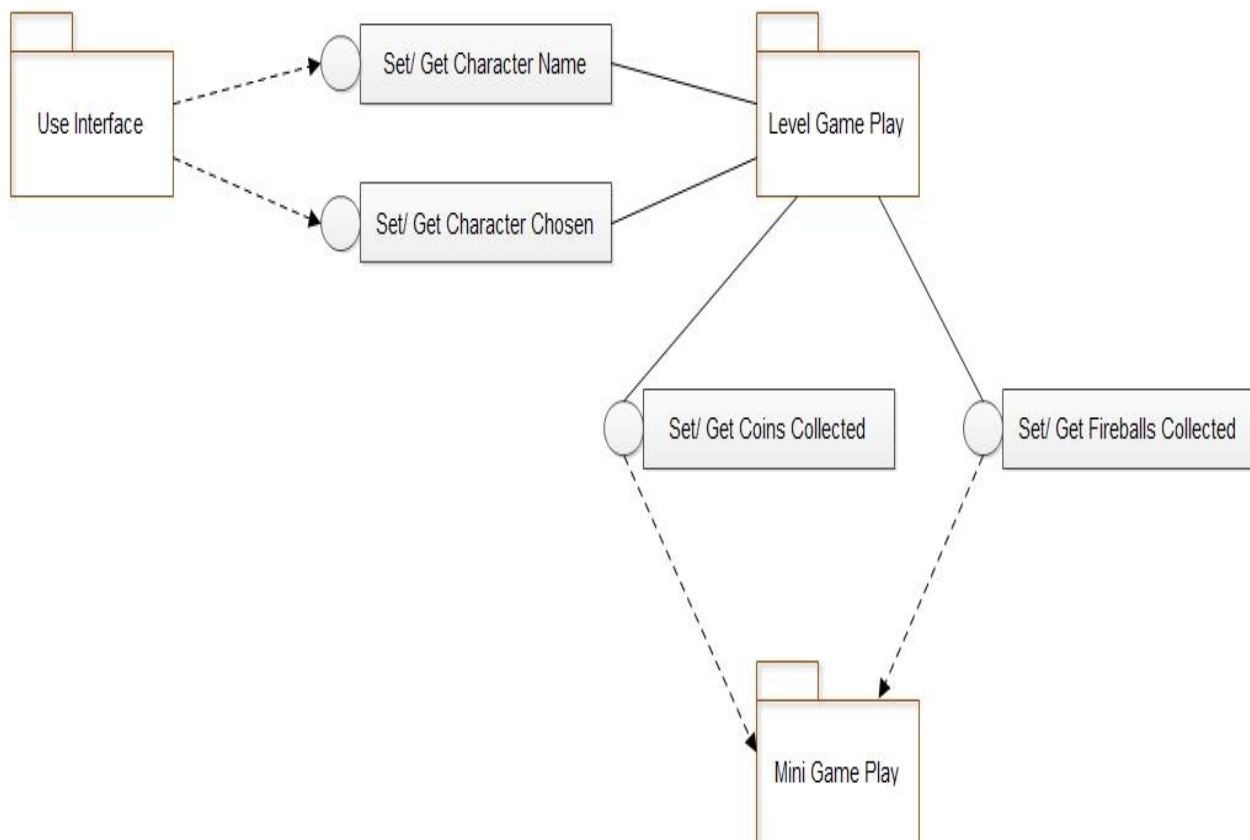 Set/ Get Character Name
Use Interface
Level Game Play
Set/ Get Character Chosen
Set/ Get Coins Collected
Set/ Get Fireballs Collected
Mini Game Play